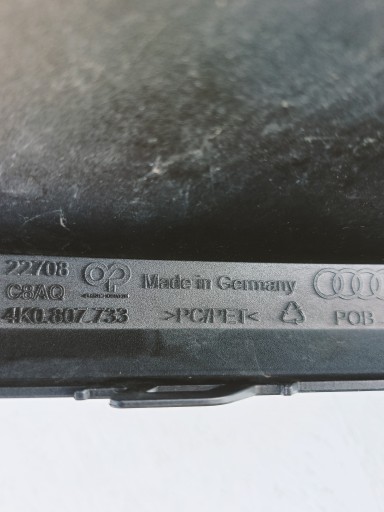 22708 Made in Germany
C8AQ
4K0.807.733 >PC/PET< POB